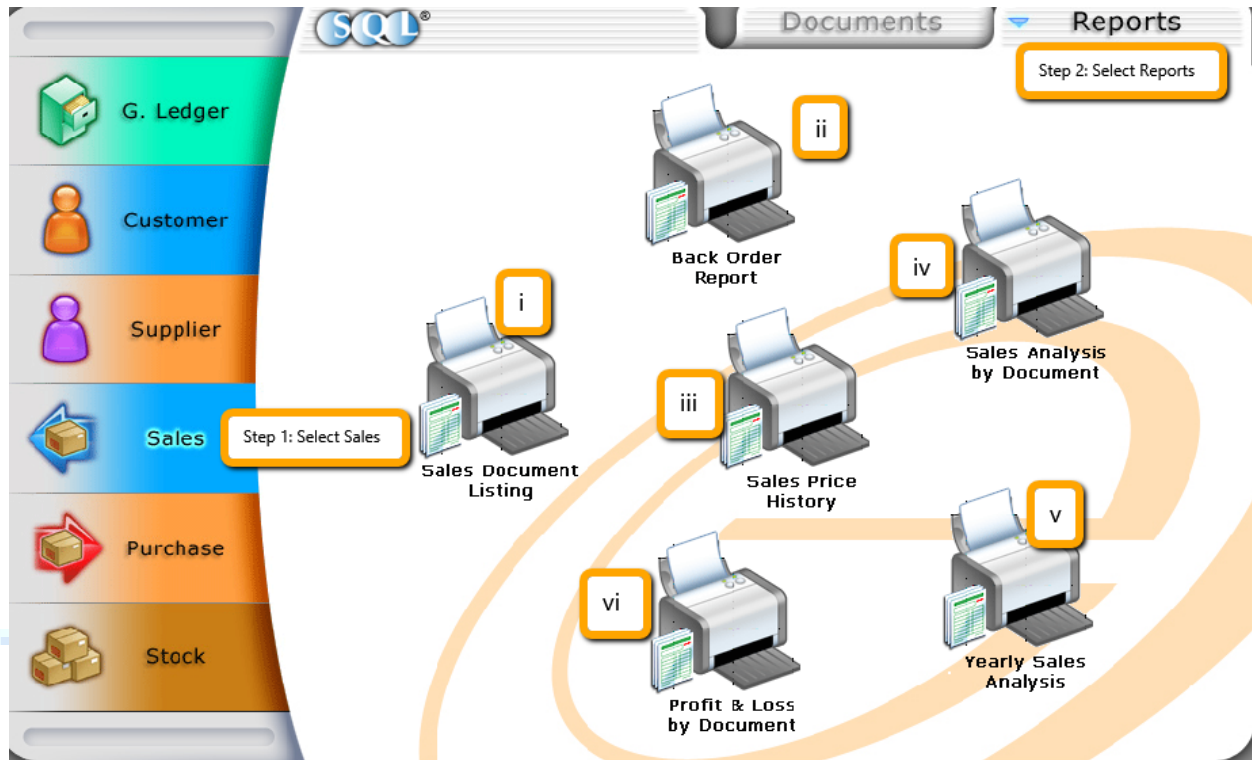 SQL®
Documents
Reports
Step 2: Select Reports
G. Ledger
Customer
Supplier
Sales
Step 1: Select Sales
Purchase
Stock
i
Sales Document
Listing
ii
Back Order
Report
iii
Sales Price
History
iv
Sales Analysis
by Document
v
Yearly Sales
Analysis
vi
Profit & Loss
by Document